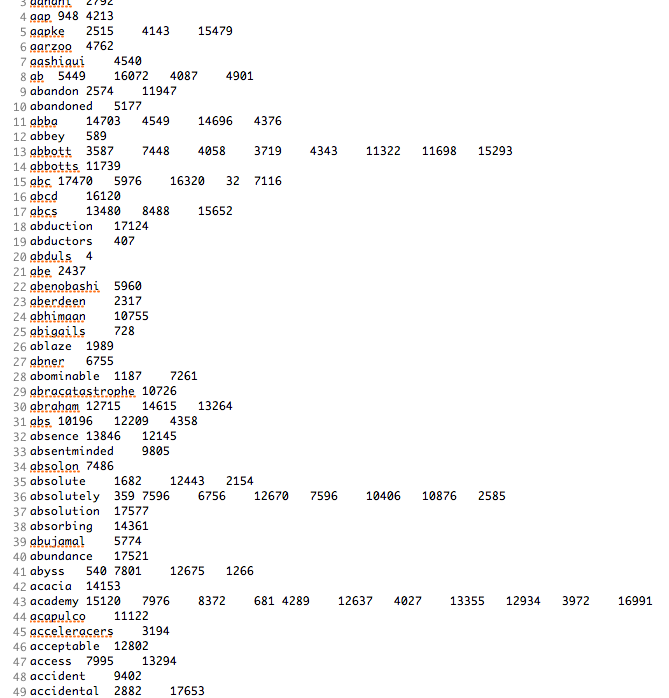 3 aanani 2792
4 aap 948 4213
5 aapke 2515 4143 15479
6 aarzoo 4762
7 aashiqui 4540
8 ab 5449 16072 4087 4901
9 abandon 2574 11947
10 abandoned 5177
11 abba 14703 4549 14696 4376
12 abbey 589
13 abbott 3587 7448 4058 3719 4343 11322 11698 15293
14 abbotts 11739
15 abc 17470 5976 16320 32 7116
16 abcd 16120
17 abcs 13480 8488 15652
18 abduction 17124
19 abductors 407
20 abduls 4
21 abe 2437
22 abenobashi 5960
23 aberdeen 2317
24 abhimaan 10755
25 abigails 728
26 ablaze 1989
27 abner 6755
28 abominable 1187 7261
29 abracatastrophe 10726
30 abraham 12715 14615 13264
31 abs 10196 12209 4358
32 absence 13846 12145
33 absentminded 9805
34 absolon 7486
35 absolute 1682 12443 2154
36 absolutely 359 7596 6756 12670 7596 10406 10876 2585
37 absolution 17577
38 absorbing 14361
39 abujamal 5774
40 abundance 17521
41 abyss 540 7801 12675 1266
42 acacia 14153
43 academy 15120 7976 8372 681 4289 12637 4027 13355 12934 3972 16991
44 acapulco 11122
45 acceleracers 3194
46 acceptable 12802
47 access 7995 13294
48 accident 9402
49 accidental 2882 17653